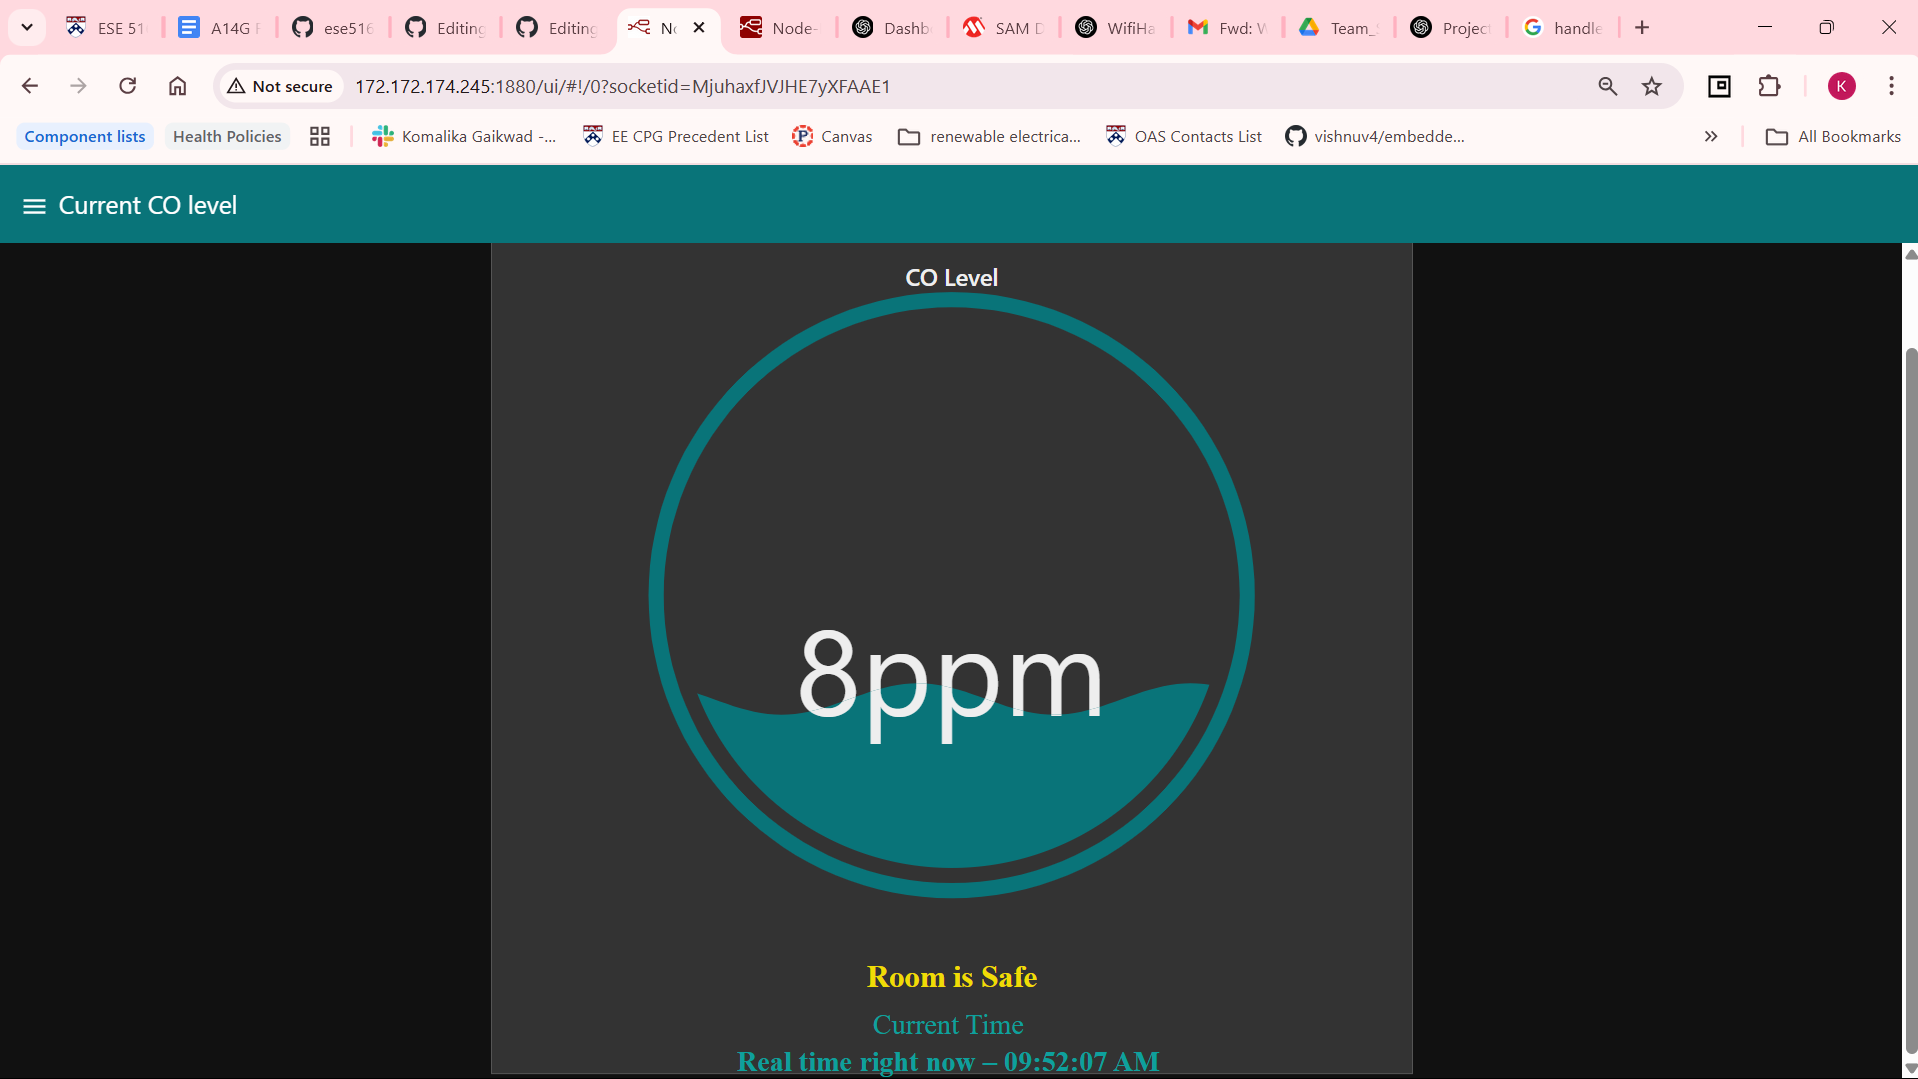 ESE 51
A14G F
ese516
Editing
Editing
No
Node-
Dashb
SAM D
WifiHa
Fwd: W
Team_S
Project
handle
Not secure
172.172.174.245:1880/ui/#!/0?socketid=MjuhaxfJVJHE7yXFAAE1
K
Component lists
Health Policies
Komalika Gaikwad -...
EE CPG Precedent List
Canvas
renewable electrica...
OAS Contacts List
vishnuv4/embedde...
All Bookmarks
Current CO level
CO Level
8ppm
Room is Safe
Current Time
Real time right now – 09:52:07 AM